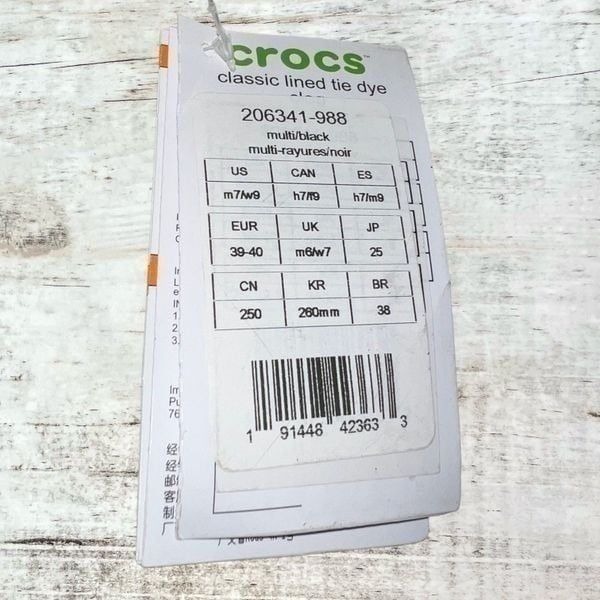 crocs™
classic lined tie dye
206341-988
multi/black
multi-rayures/noir
US CAN ES
m7/w9 h7/f9 h7/m9
EUR UK JP
39-40 m6/w7 25
CN KR BR
250 260mm 38
1 91448 42363 3